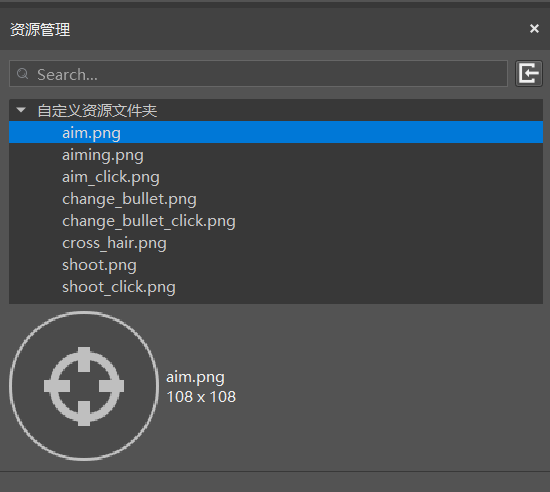 资源管理
Search...
自定义资源文件夹
aim.png
aiming.png
aim_click.png
change_bullet.png
change_bullet_click.png
cross_hair.png
shoot.png
shoot_click.png
aim.png
108 x 108